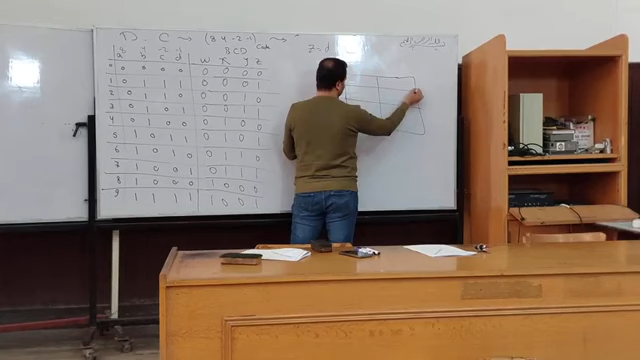 D . C → (8 4 -2 -1) →
8 4 -2 -1 BCD Code z = d
a b c d w x y z
0 0 0 0 0 0 0 0 0
1 0 1 1 1 0 0 0 1
2 0 1 1 0 0 0 1 0
3 0 1 0 1 0 0 1 1
4 0 1 0 0 0 1 0 0
5 1 0 1 1 0 1 0 1
6 1 0 1 0 0 1 1 0
7 1 0 0 1 0 1 1 1
8 1 0 0 0 1 0 0 0
9 1 1 1 1 1 0 0 1